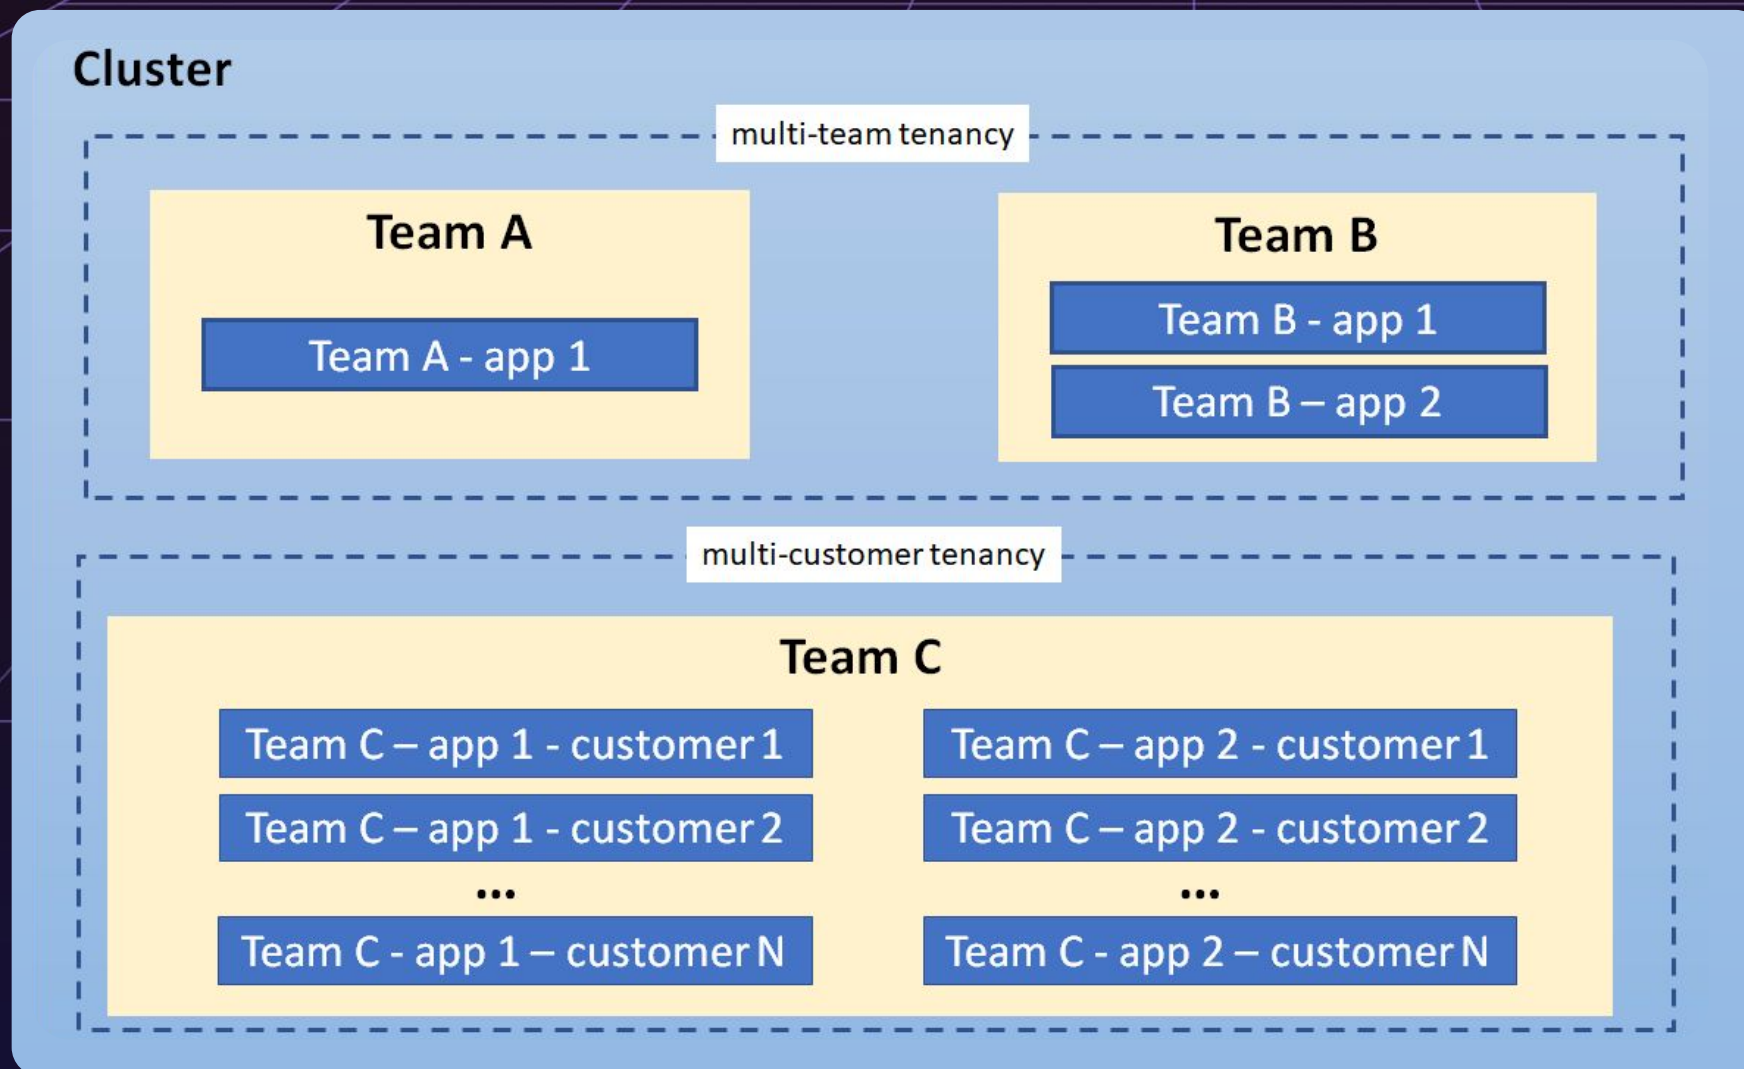 Cluster
multi-team tenancy
Team A
Team A - app 1
Team B
Team B - app 1
Team B – app 2
multi-customer tenancy
Team C
Team C – app 1 - customer 1
Team C – app 2 - customer 1
Team C – app 1 - customer 2
Team C – app 2 - customer 2
... ...
Team C - app 1 – customer N
Team C - app 2 – customer N